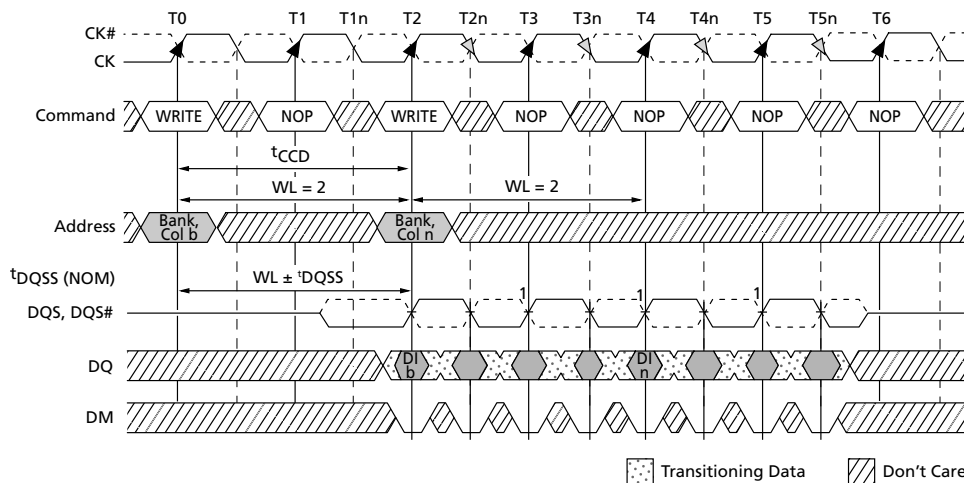 T0 T1 T1n T2 T2n T3 T3n T4 T4n T5 T5n T6
CK#
CK
Command WRITE NOP WRITE NOP NOP NOP NOP
tCCD
WL = 2 WL = 2
Address Bank, Col b Bank, Col n
tDQSS (NOM) WL ± tDQSS
DQS, DQS# 1 1 1
DQ DI b DI n
DM
Transitioning Data Don't Care